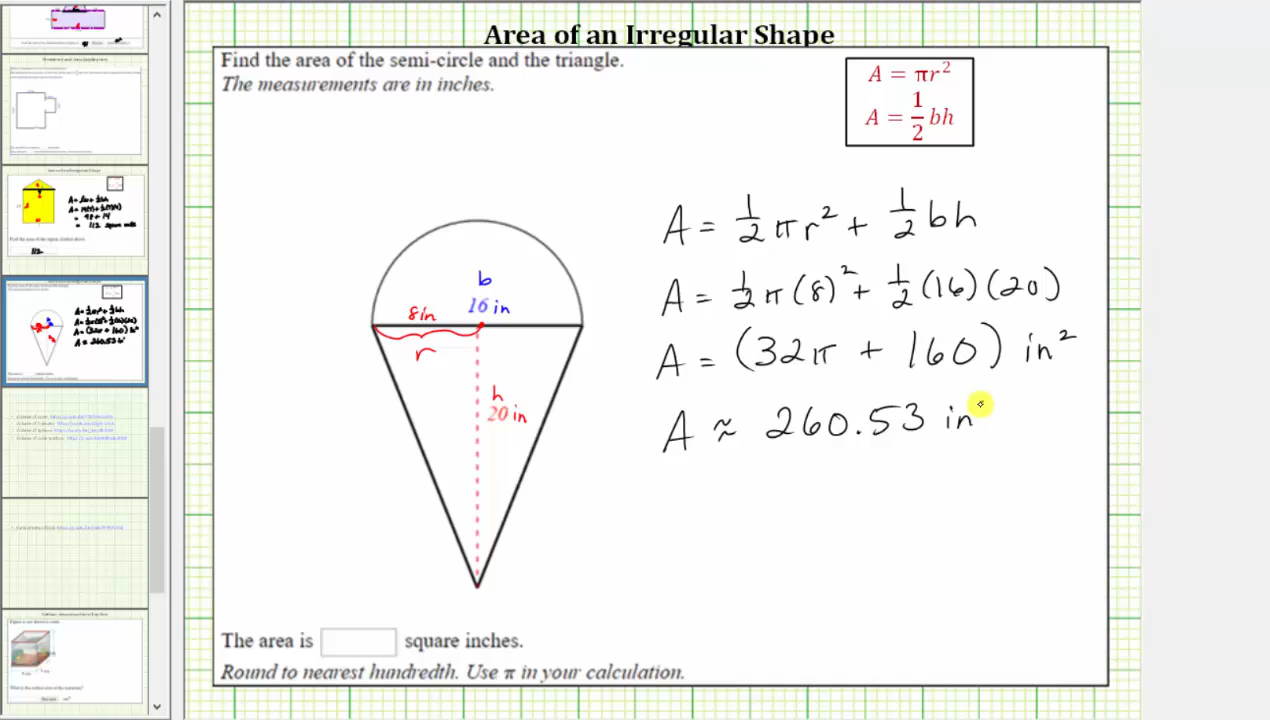 Area of an Irregular Shape
Find the area of the semi-circle and the triangle.
The measurements are in inches.
A = πr²
A = 1/2 bh
A = 1/2 πr² + 1/2 bh
A = 1/2 π(8)² + 1/2 (16)(20)
A = (32π + 160) in²
A ≈ 260.53 in
b
8in
16 in
r
h
20 in
The area is
square inches.
Round to nearest hundredth. Use π in your calculation.